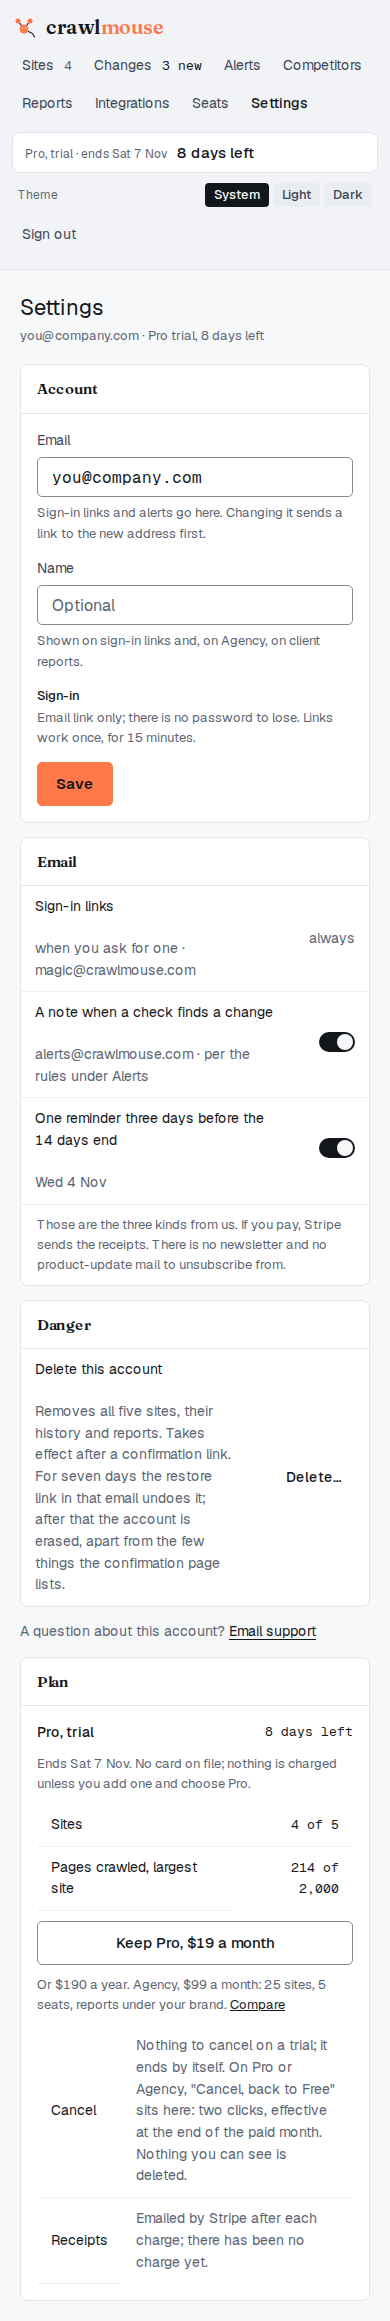 crawlmouse
Sites 4 Changes 3 new Alerts Competitors
Reports Integrations Seats Settings
Pro, trial · ends Sat 7 Nov 8 days left
Theme System Light Dark
Sign out
Settings
you@company.com · Pro trial, 8 days left
Account
Email
you@company.com
Sign-in links and alerts go here. Changing it sends a
link to the new address first.
Name
Optional
Shown on sign-in links and, on Agency, on client
reports.
Sign-in
Email link only; there is no password to lose. Links
work once, for 15 minutes.
Save
Email
Sign-in links
when you ask for one ·
magic@crawlmouse.com
always
A note when a check finds a change
alerts@crawlmouse.com · per the
rules under Alerts
One reminder three days before the
14 days end
Wed 4 Nov
Those are the three kinds from us. If you pay, Stripe
sends the receipts. There is no newsletter and no
product-update mail to unsubscribe from.
Danger
Delete this account
Removes all five sites, their
history and reports. Takes
effect after a confirmation link.
For seven days the restore
link in that email undoes it;
after that the account is
erased, apart from the few
things the confirmation page
lists.
Delete…
A question about this account? Email support
Plan
Pro, trial 8 days left
Ends Sat 7 Nov. No card on file; nothing is charged
unless you add one and choose Pro.
Sites 4 of 5
Pages crawled, largest
site
214 of
2,000
Keep Pro, $19 a month
Or $190 a year. Agency, $99 a month: 25 sites, 5
seats, reports under your brand. Compare
Cancel
Nothing to cancel on a trial; it
ends by itself. On Pro or
Agency, "Cancel, back to Free"
sits here: two clicks, effective
at the end of the paid month.
Nothing you can see is
deleted.
Receipts
Emailed by Stripe after each
charge; there has been no
charge yet.